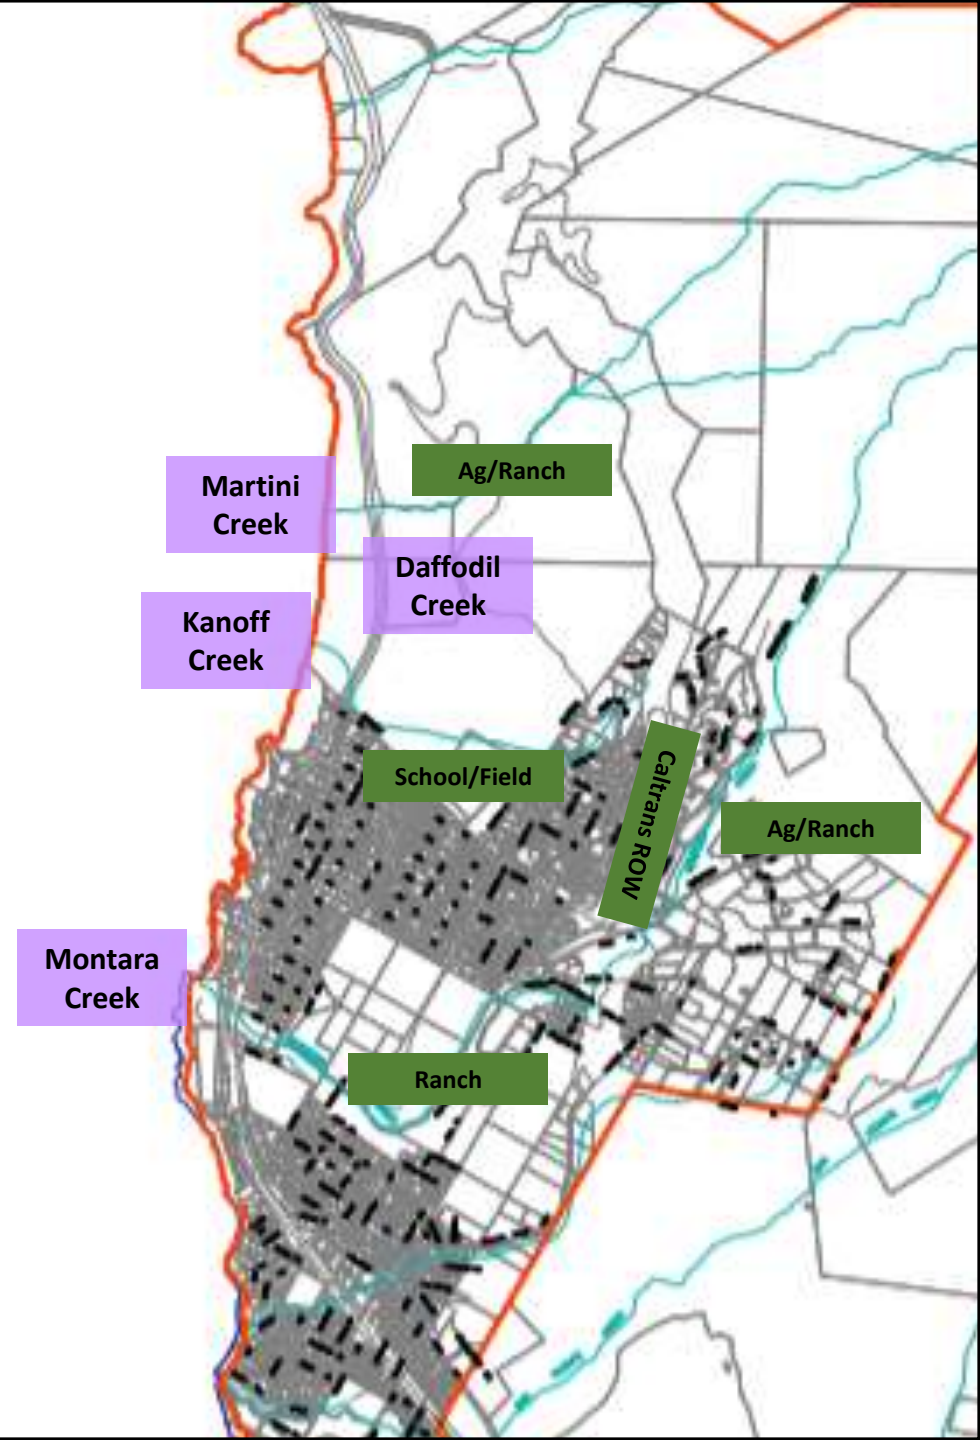 Ag/Ranch
Martini
Creek
Daffodil
Creek
Kanoff
Creek
School/Field
Caltrans ROW
Ag/Ranch
Montara
Creek
Ranch